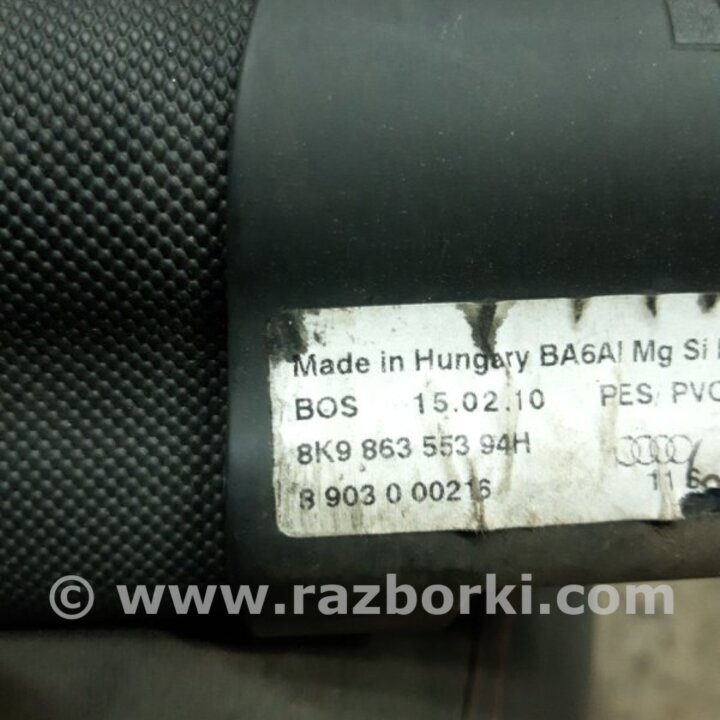 Made in Hungary BA6Al Mg Si
BOS 15.02.10 PES/PVC
8K9 863 553 94H
8 903 0 00216 11
© www.razborki.com